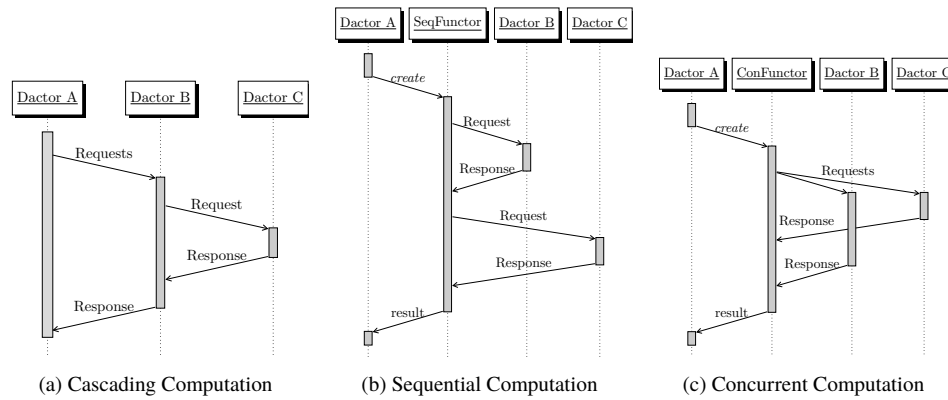 Dactor A
Dactor B
Dactor C
Requests
Request
Response
Response
(a) Cascading Computation
Dactor A
SeqFunctor
Dactor B
Dactor C
create
Request
Response
Request
Response
result
(b) Sequential Computation
Dactor A
ConFunctor
Dactor B
Dactor C
create
Requests
Response
Response
result
(c) Concurrent Computation